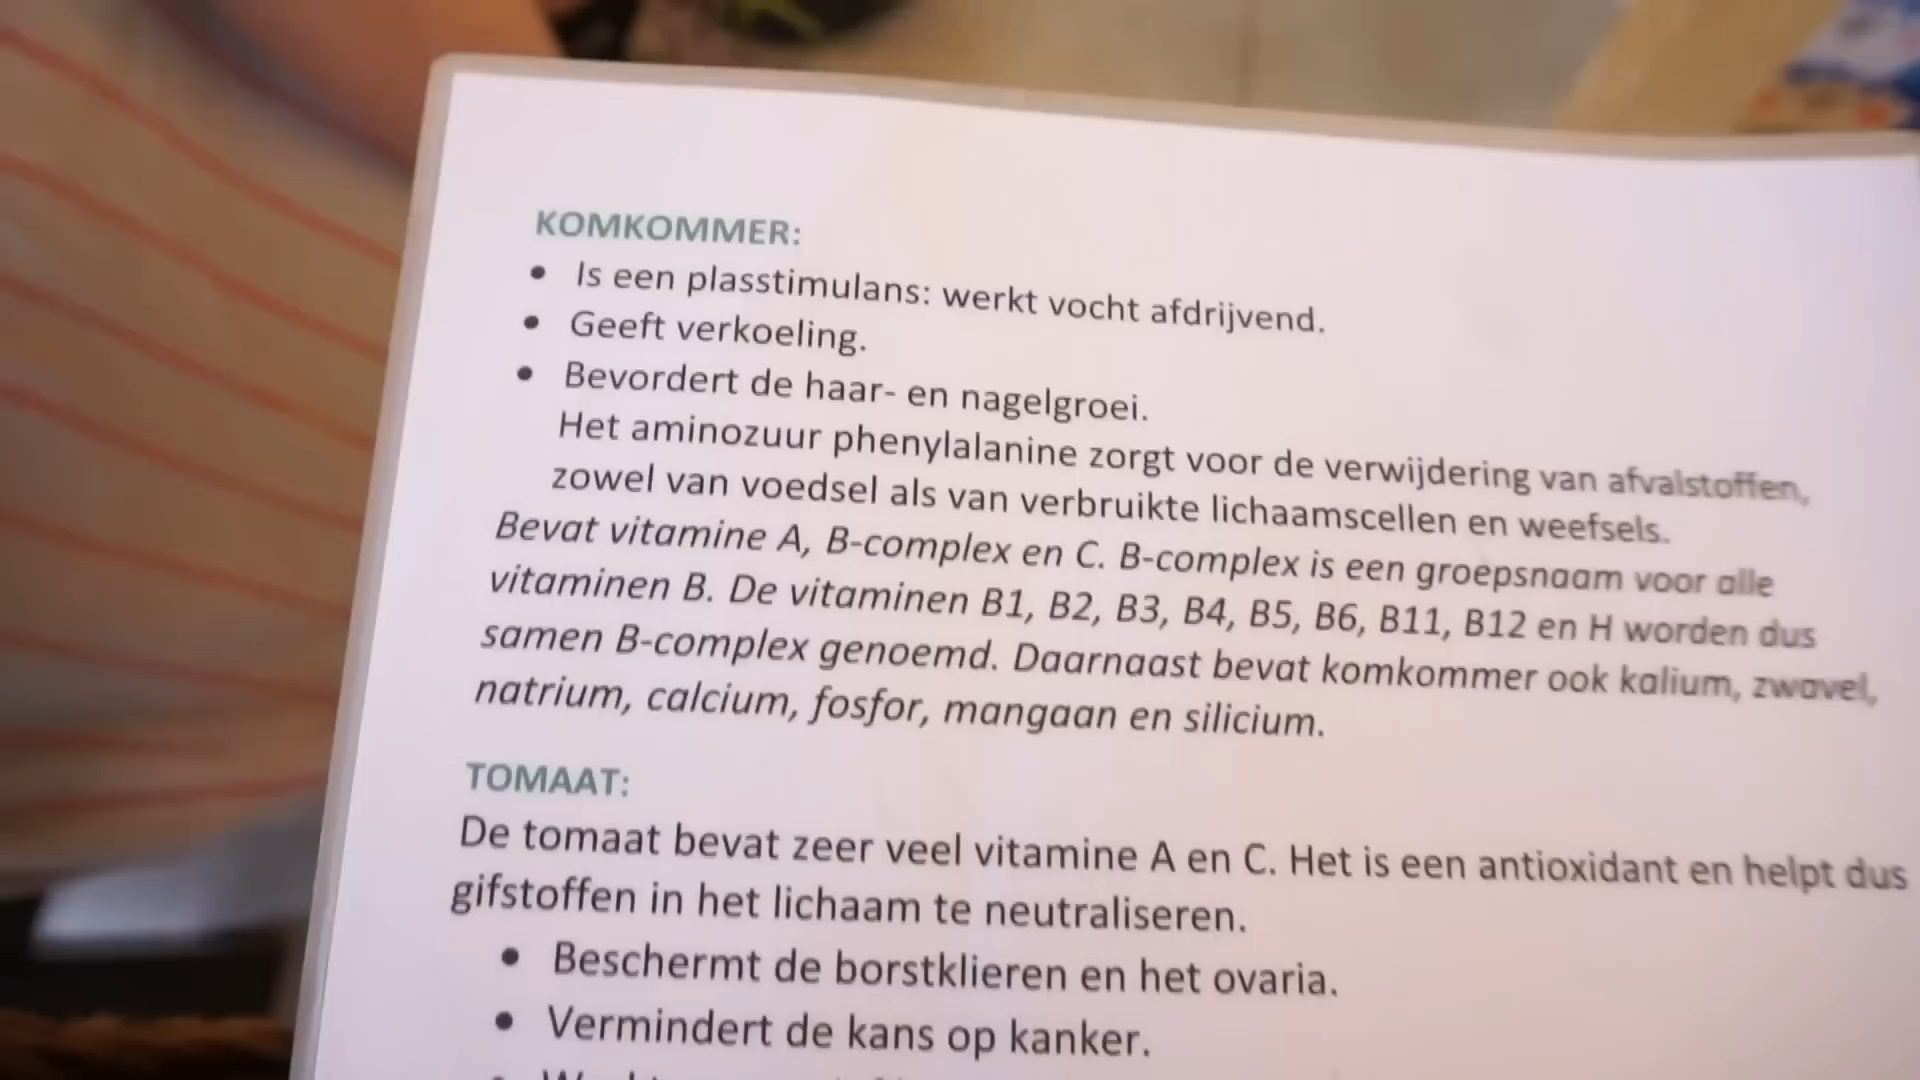 KOMKOMMER:
• Is een plasstimulans: werkt vocht afdrijvend.
• Geeft verkoeling.
• Bevordert de haar- en nagelgroei.
Het aminozuur phenylalanine zorgt voor de verwijdering van afvalstoffen,
zowel van voedsel als van verbruikte lichaamscellen en weefsels.
Bevat vitamine A, B-complex en C. B-complex is een groepsnaam voor alle
vitaminen B. De vitaminen B1, B2, B3, B4, B5, B6, B11, B12 en H worden dus
samen B-complex genoemd. Daarnaast bevat komkommer ook kalium, zwavel,
natrium, calcium, fosfor, mangaan en silicium.
TOMAAT:
De tomaat bevat zeer veel vitamine A en C. Het is een antioxidant en helpt dus
gifstoffen in het lichaam te neutraliseren.
• Beschermt de borstklieren en het ovaria.
• Vermindert de kans op kanker.